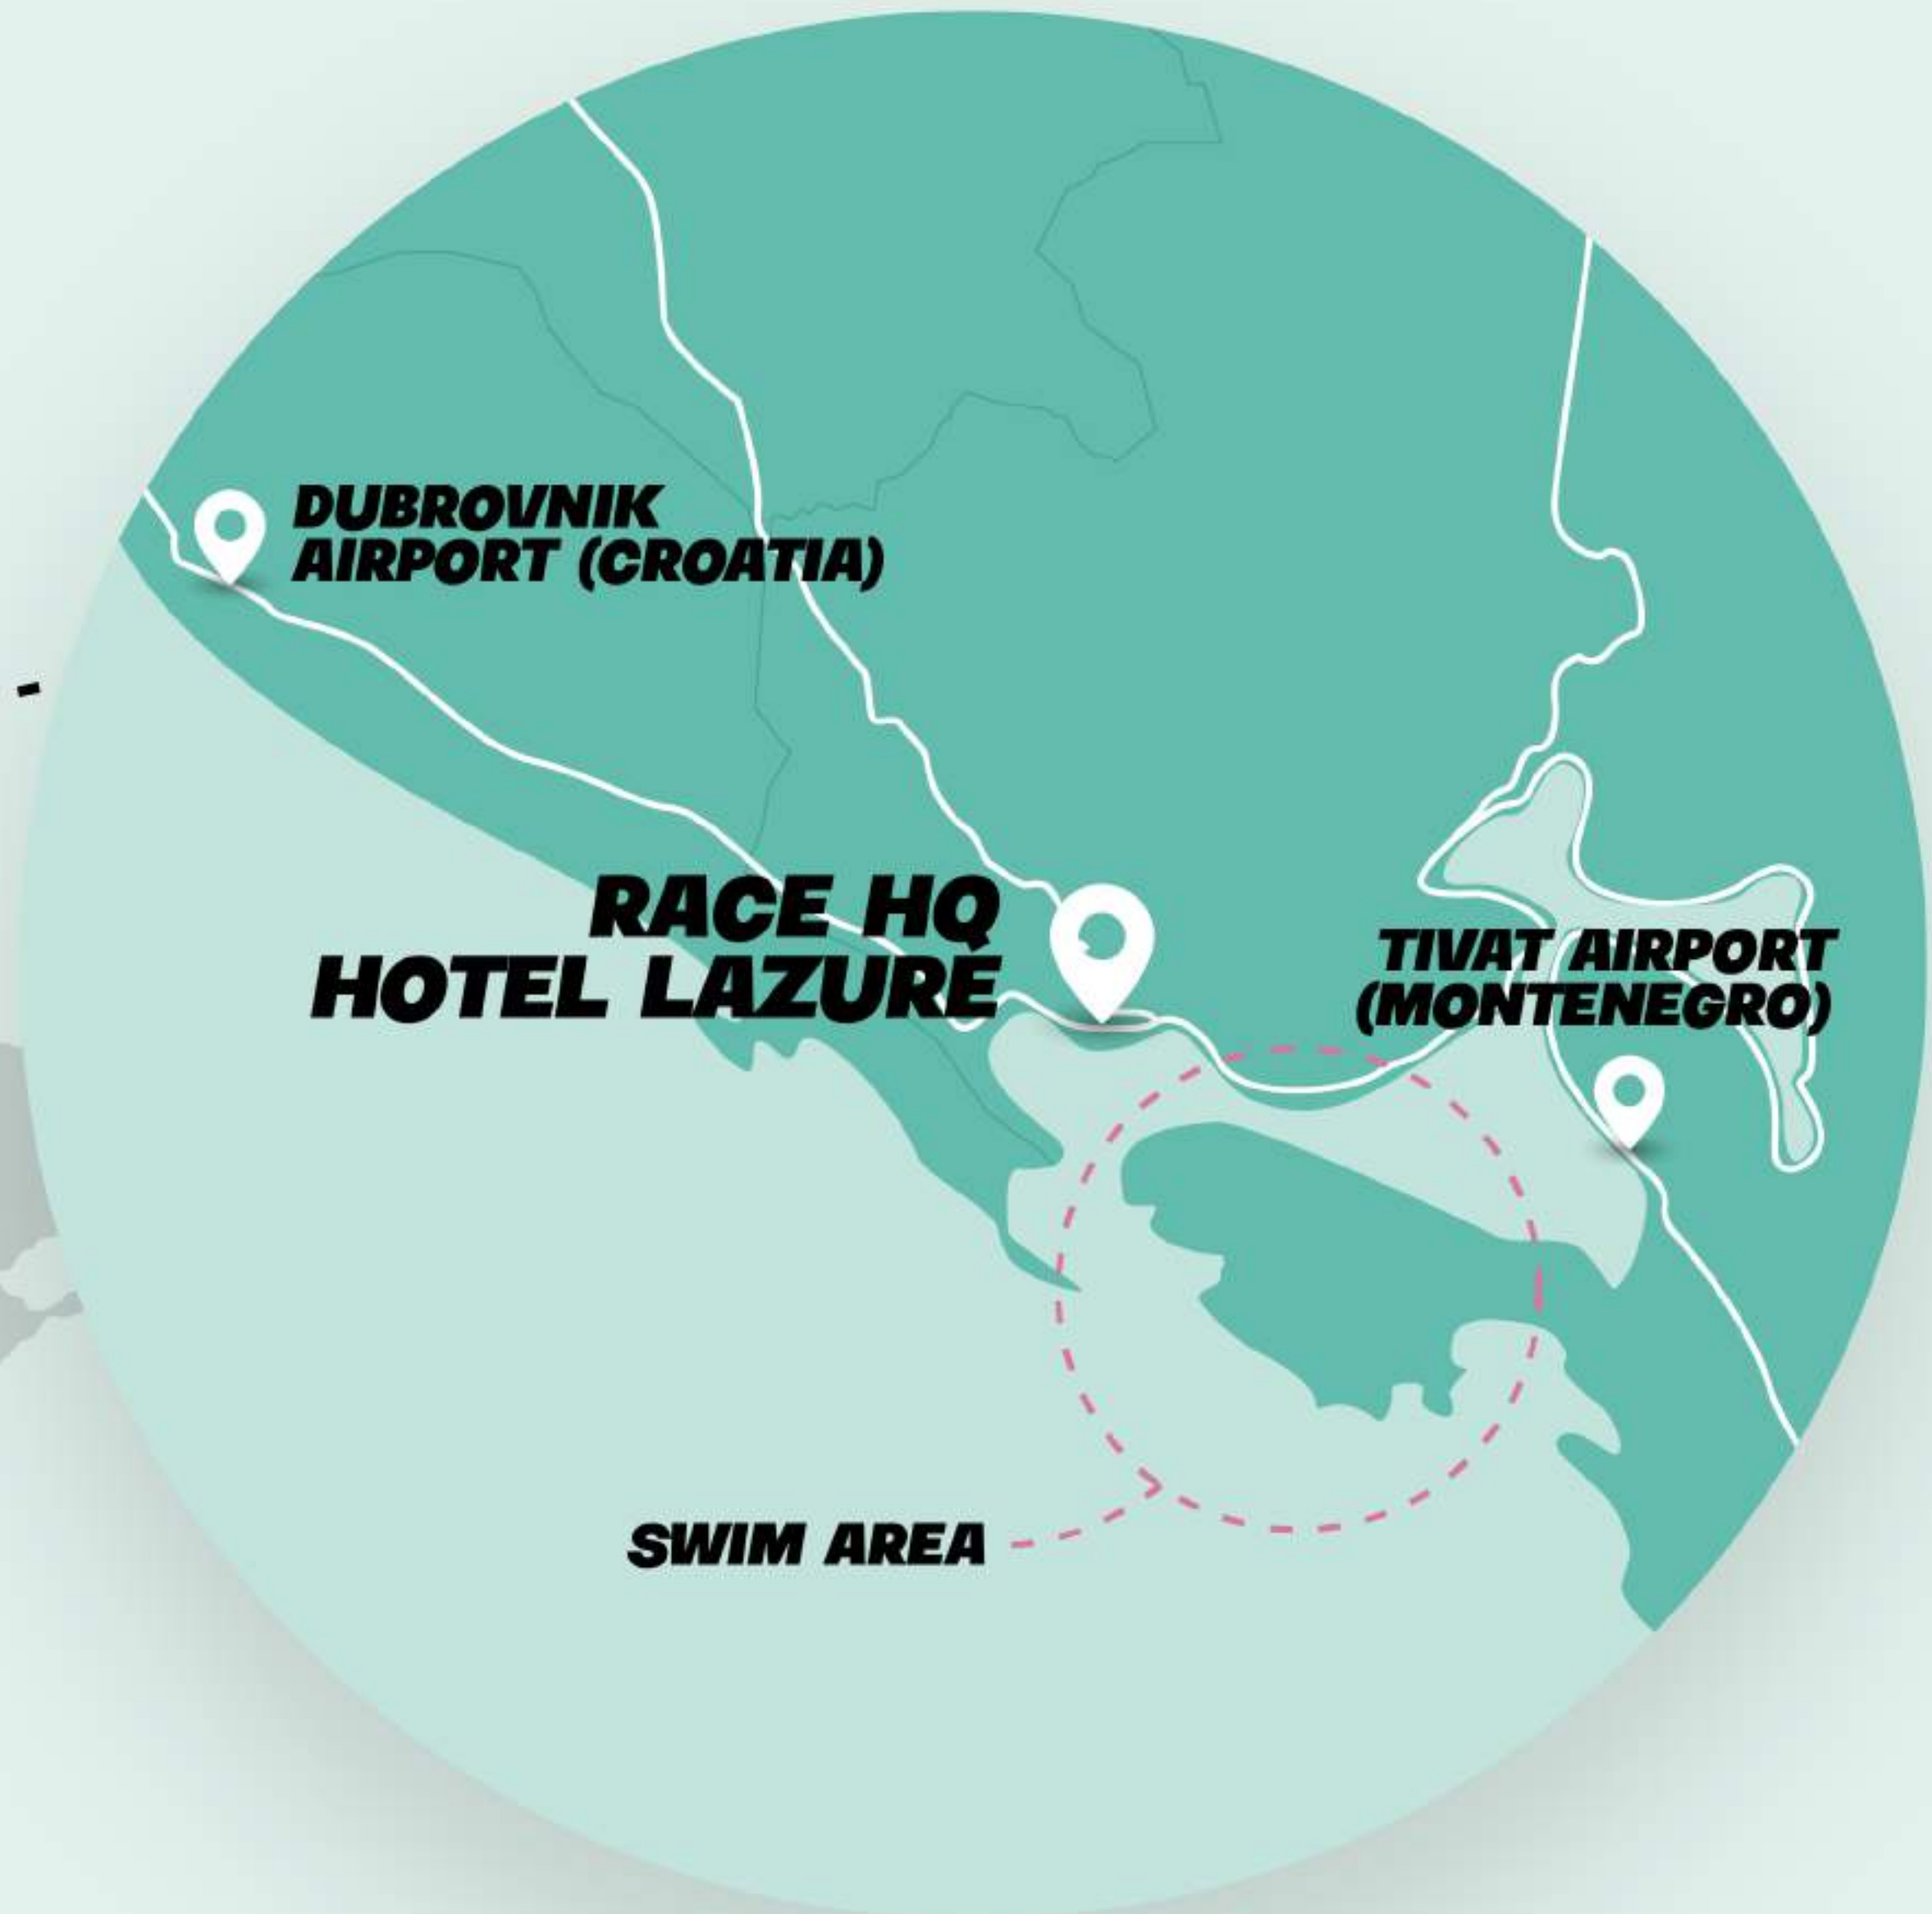 DUBROVNIK
AIRPORT (CROATIA)
RACE HQ
HOTEL LAZURE
TIVAT AIRPORT
(MONTENEGRO)
SWIM AREA